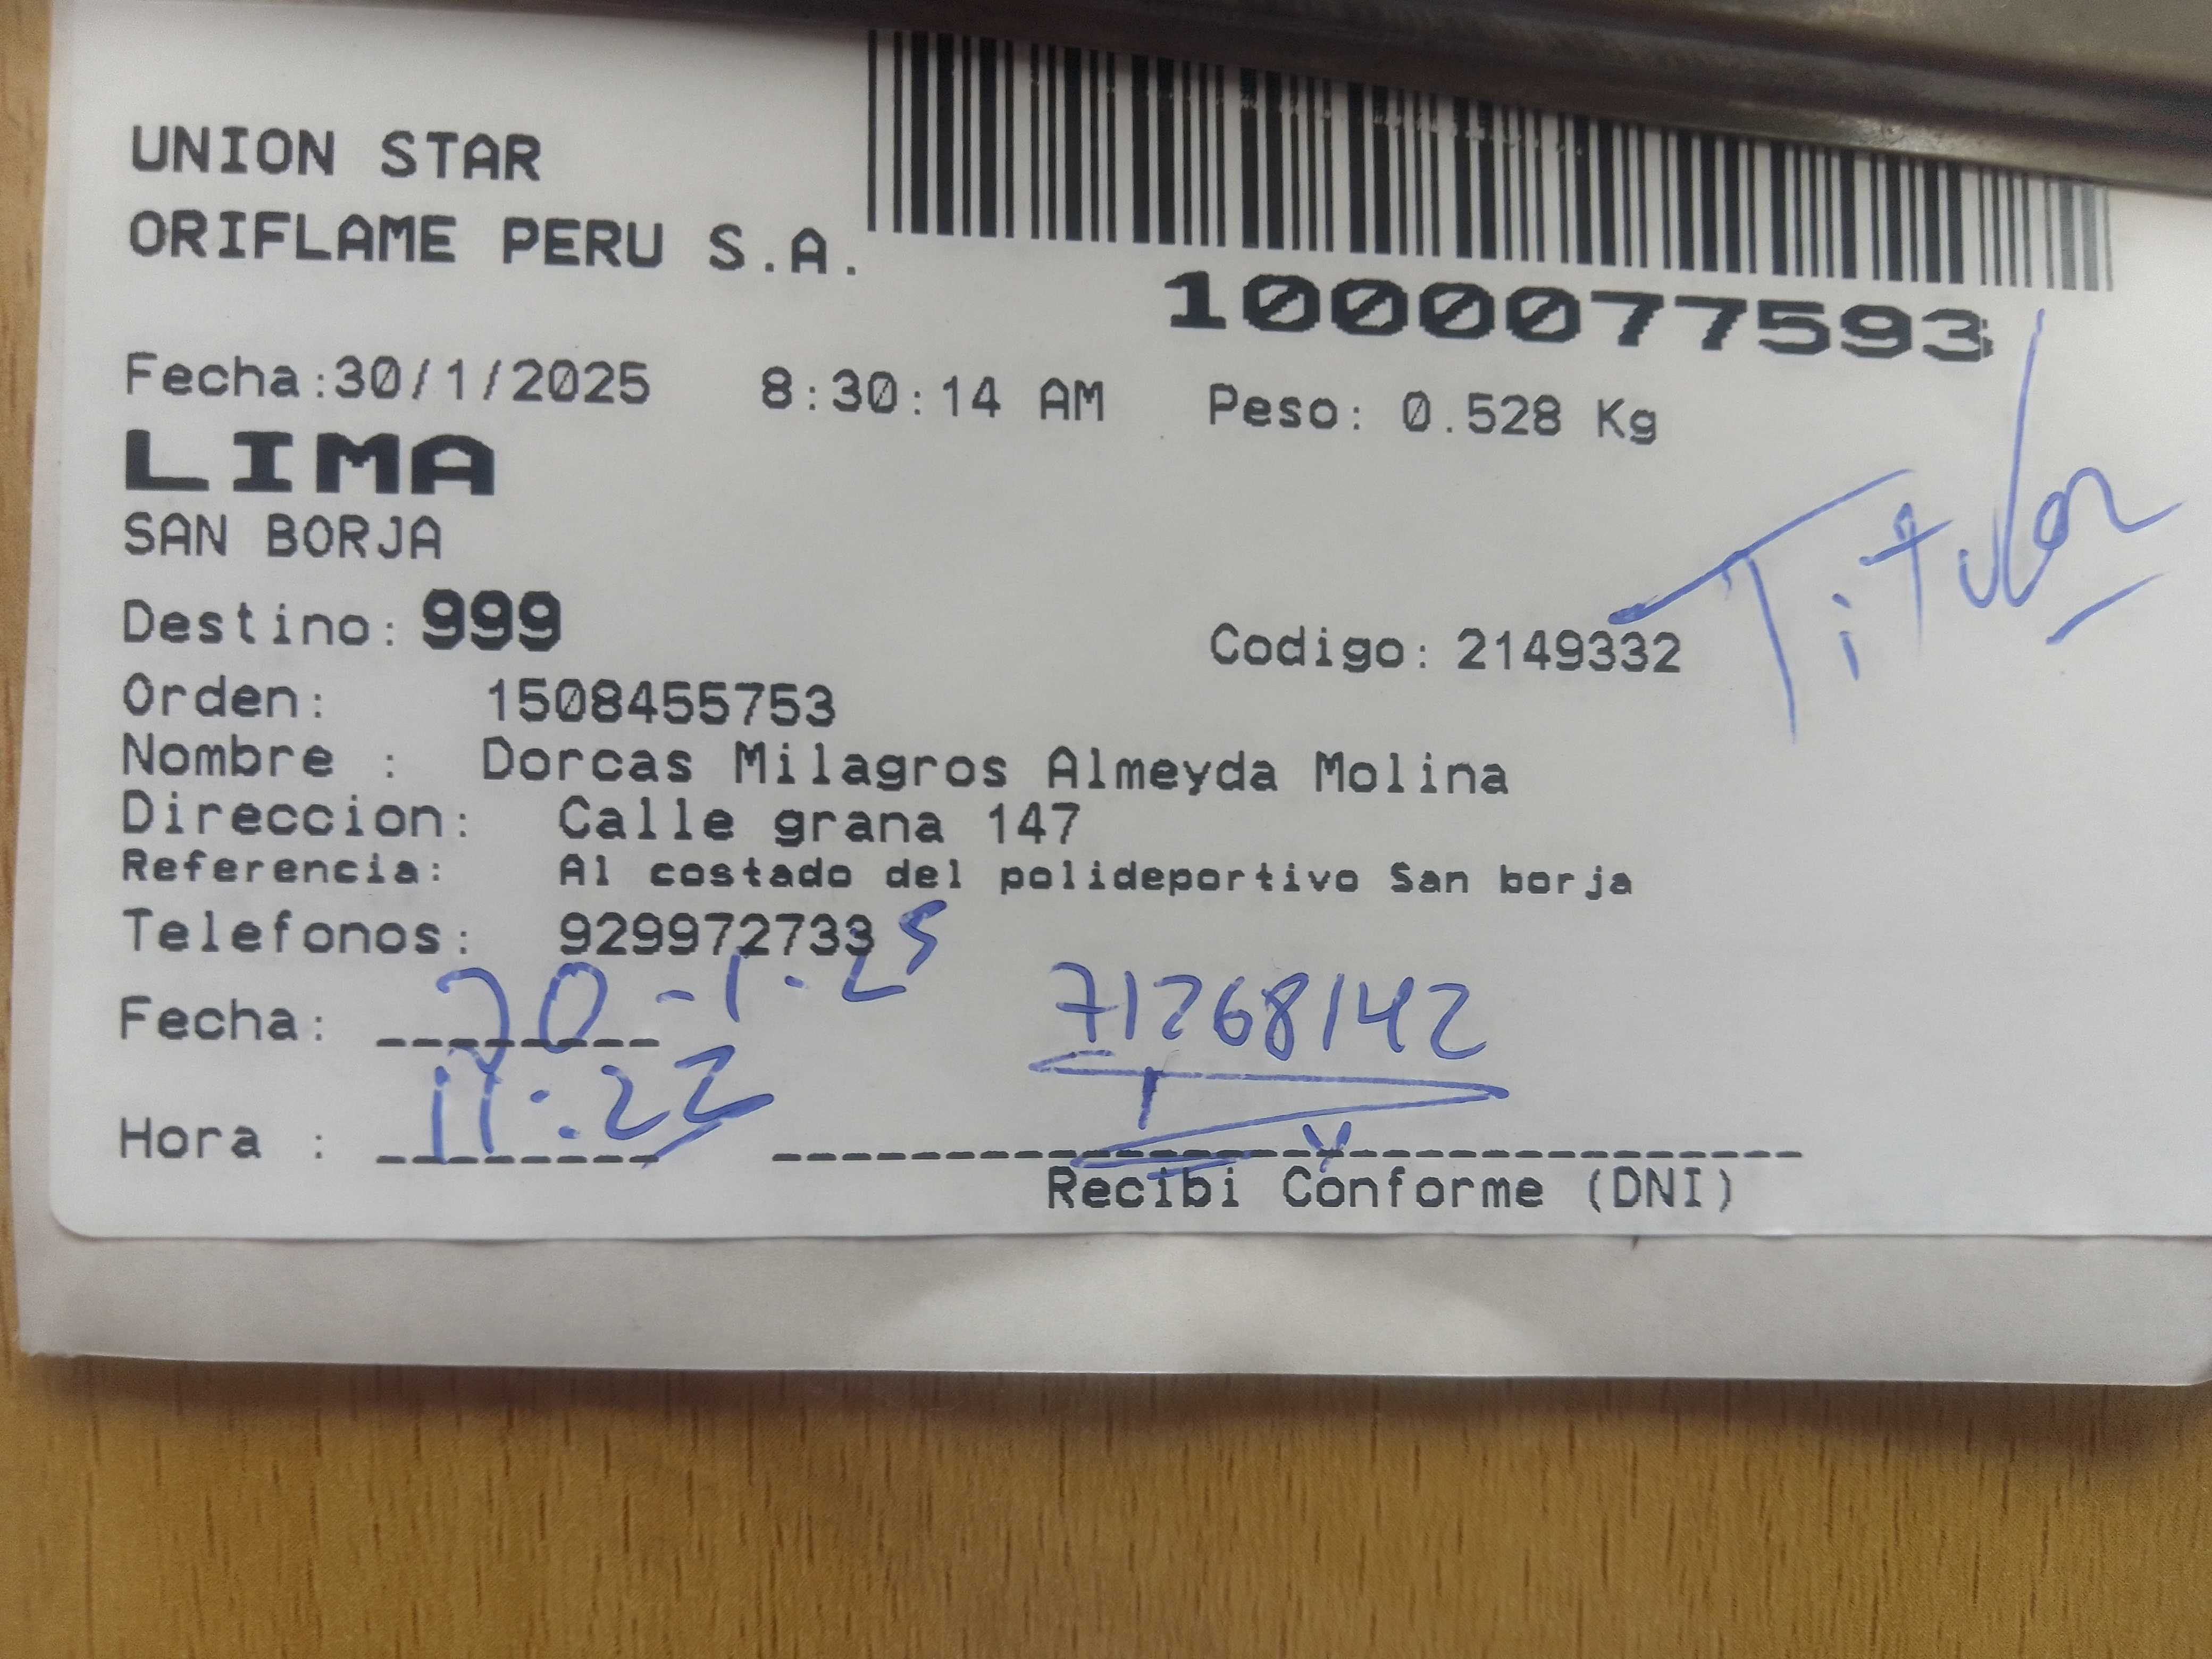 UNION STAR
ORIFLAME PERU S.A.
1000077593
Fecha:30/1/2025 8:30:14 AM Peso: 0.528 Kg
LIMA
SAN BORJA
Titular
Destino: 999 Codigo: 2149332
Orden: 1508455753
Nombre : Dorcas Milagros Almeyda Molina
Direccion: Calle grana 147
Referencia: Al costado del polideportivo San borja
Telefonos: 929972733
Fecha: 30-1-25 71268142
Hora : 11:22
Recibi Conforme (DNI)